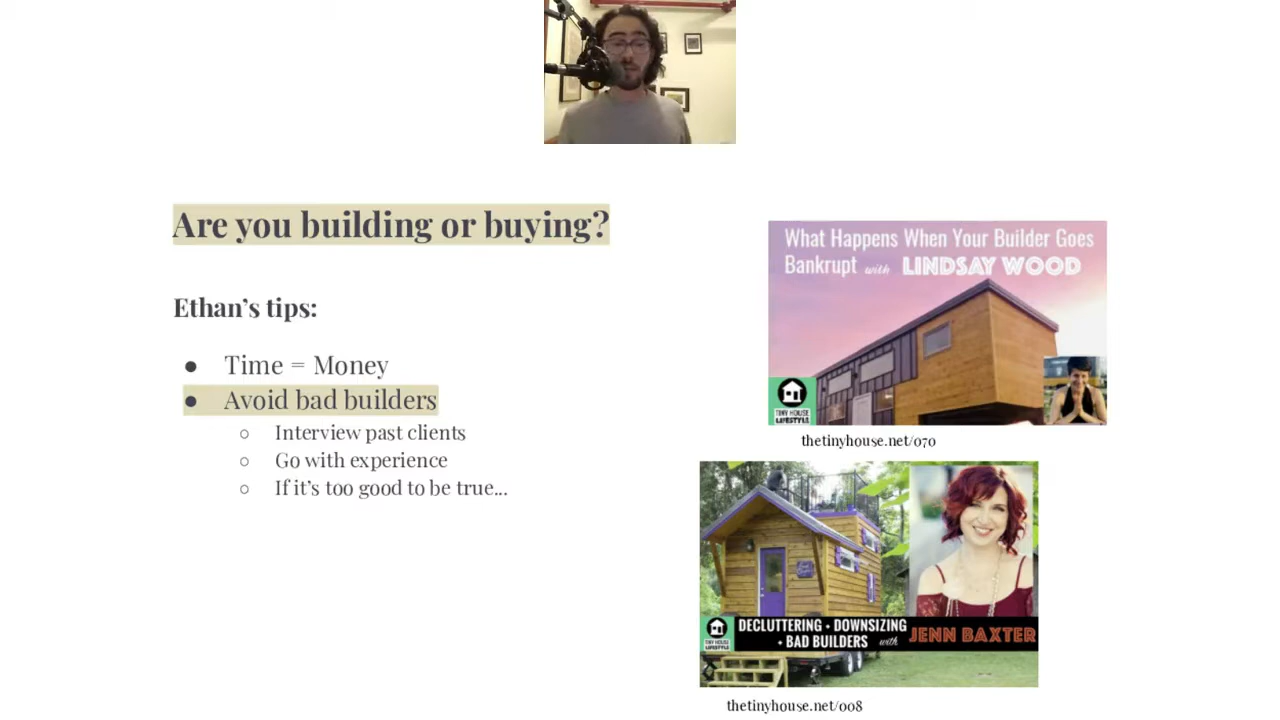 Are you building or buying?
Ethan's tips:
● Time = Money
● Avoid bad builders
○ Interview past clients
○ Go with experience
○ If it's too good to be true...
What Happens When Your Builder Goes
Bankrupt with LINDSAY WOOD
TINY HOUSE
LIFESTYLE
thetinyhouse.net/070
DECLUTTERING • DOWNSIZING
• BAD BUILDERS with JENN BAXTER
TINY HOUSE
LIFESTYLE
thetinyhouse.net/008